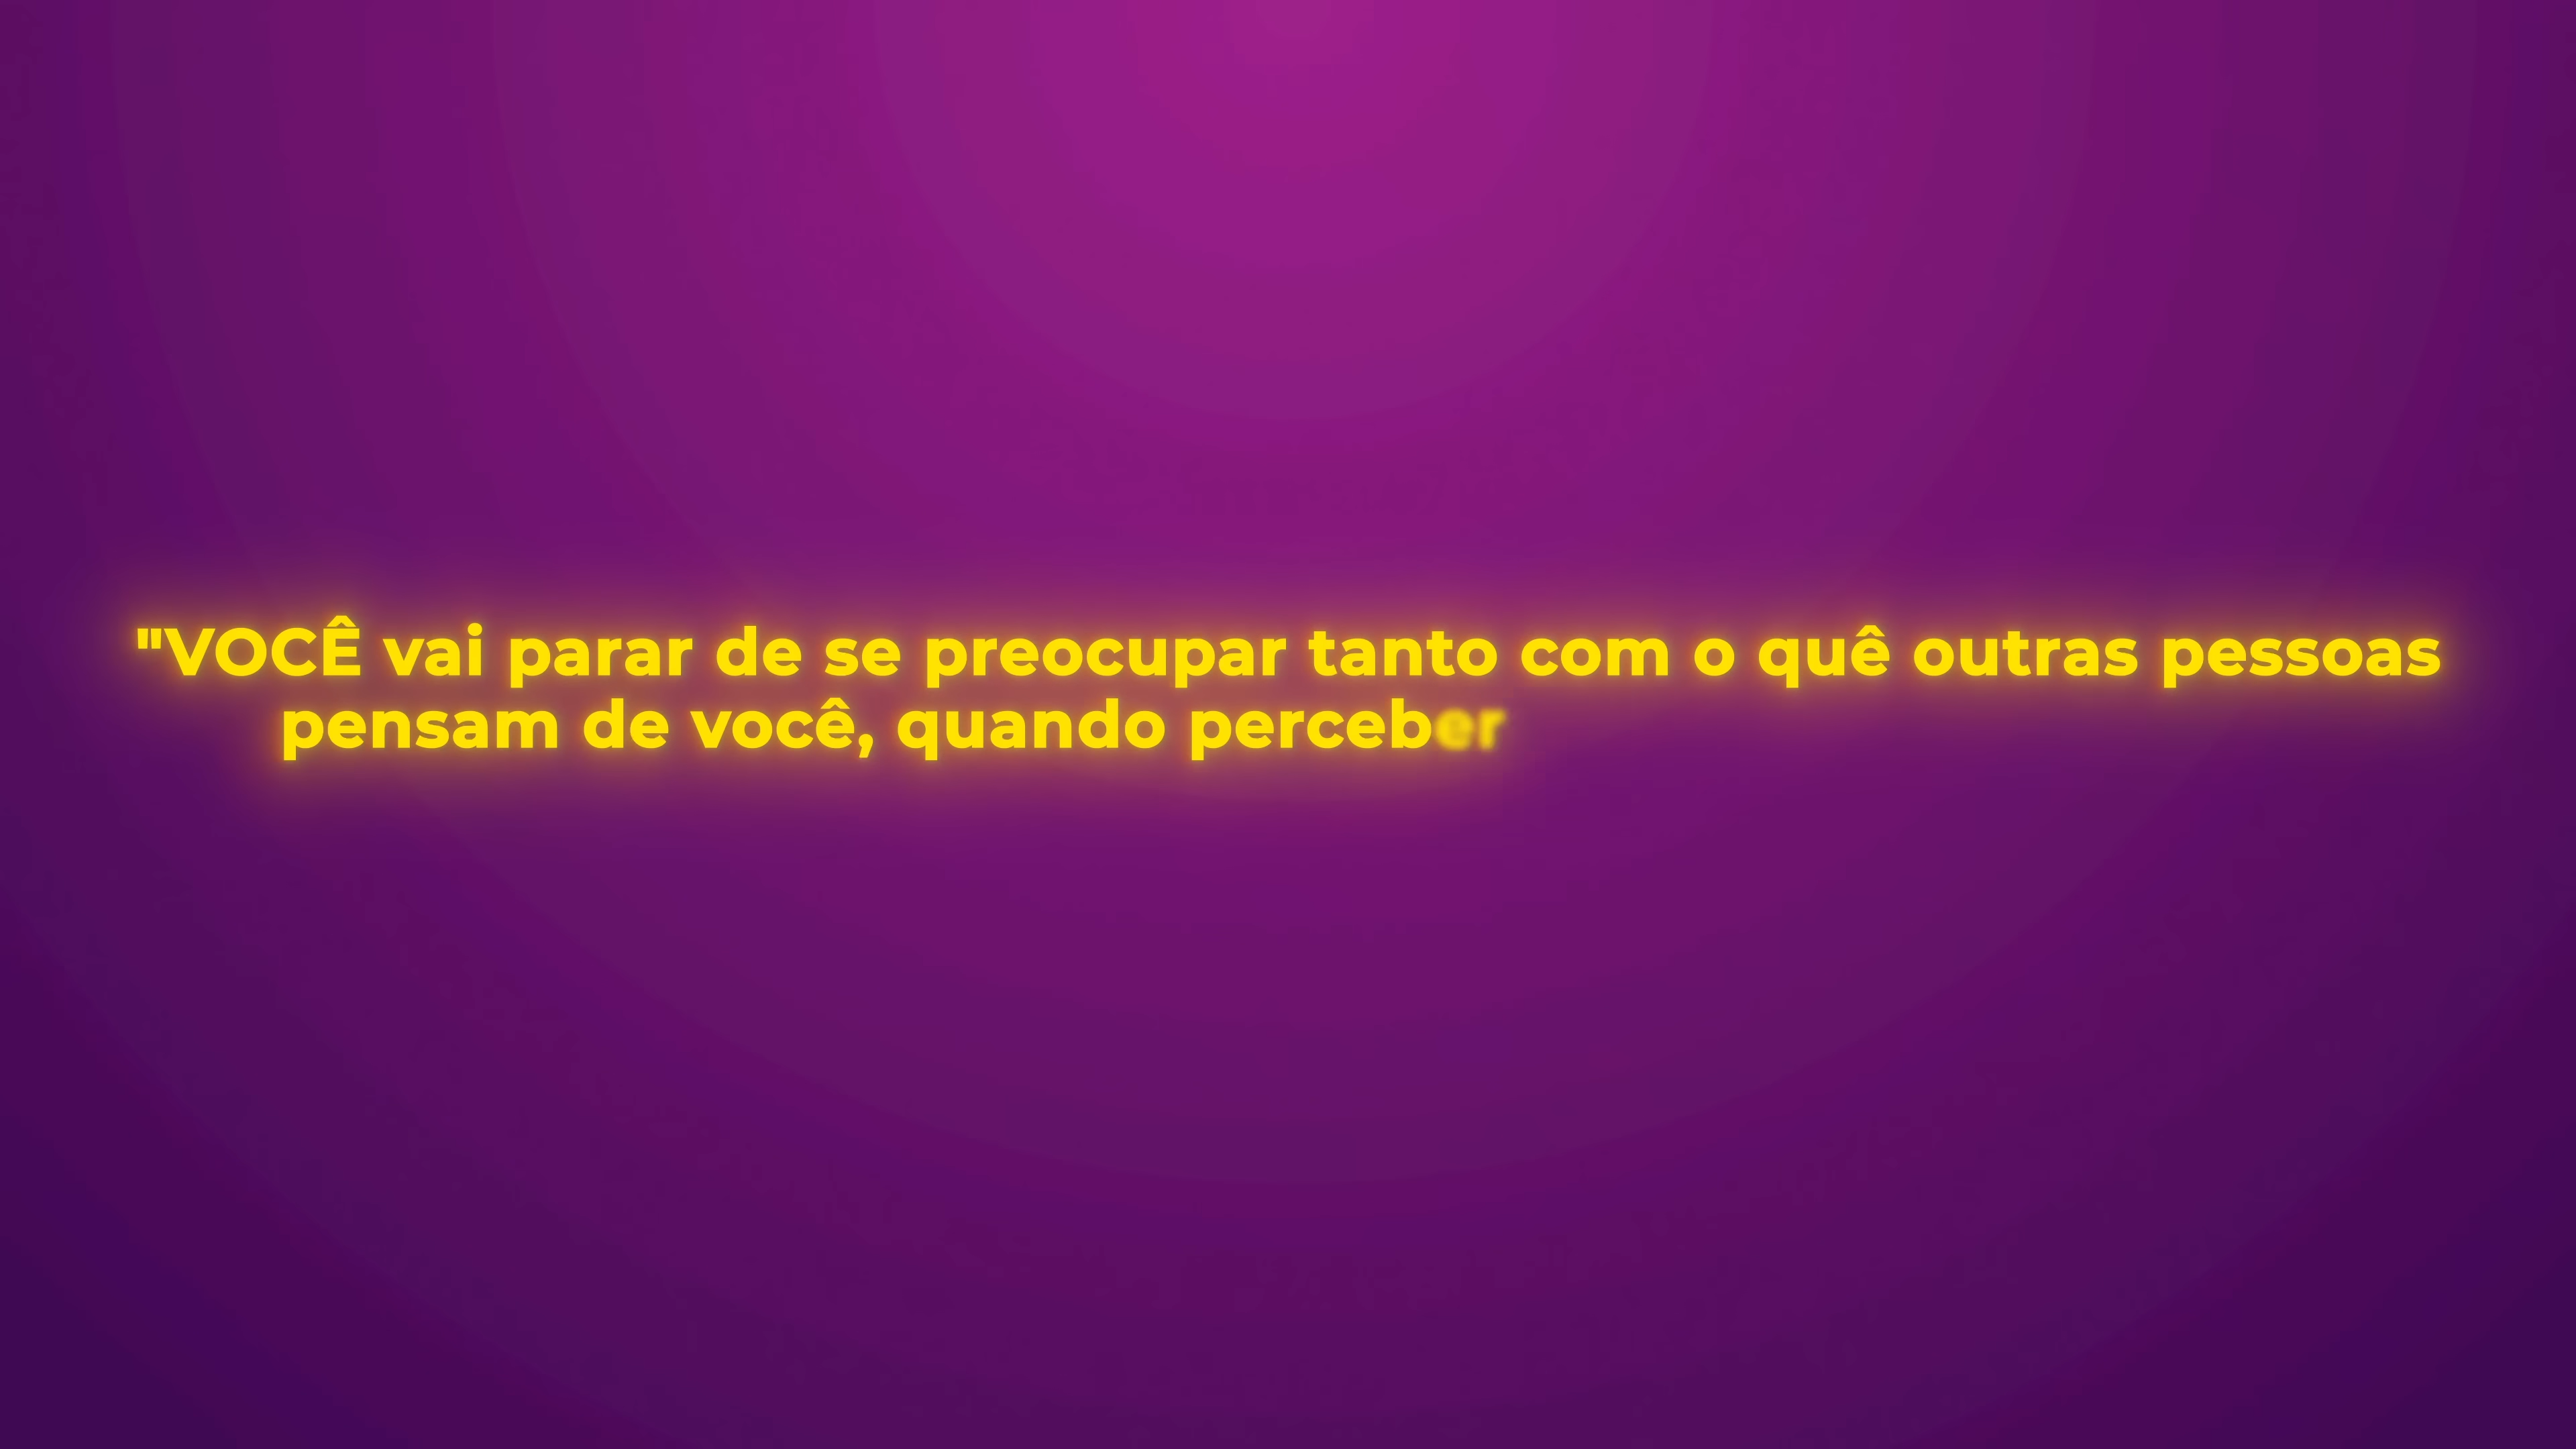 "VOCÊ vai parar de se preocupar tanto com o quê outras pessoas
pensam de você, quando perceber